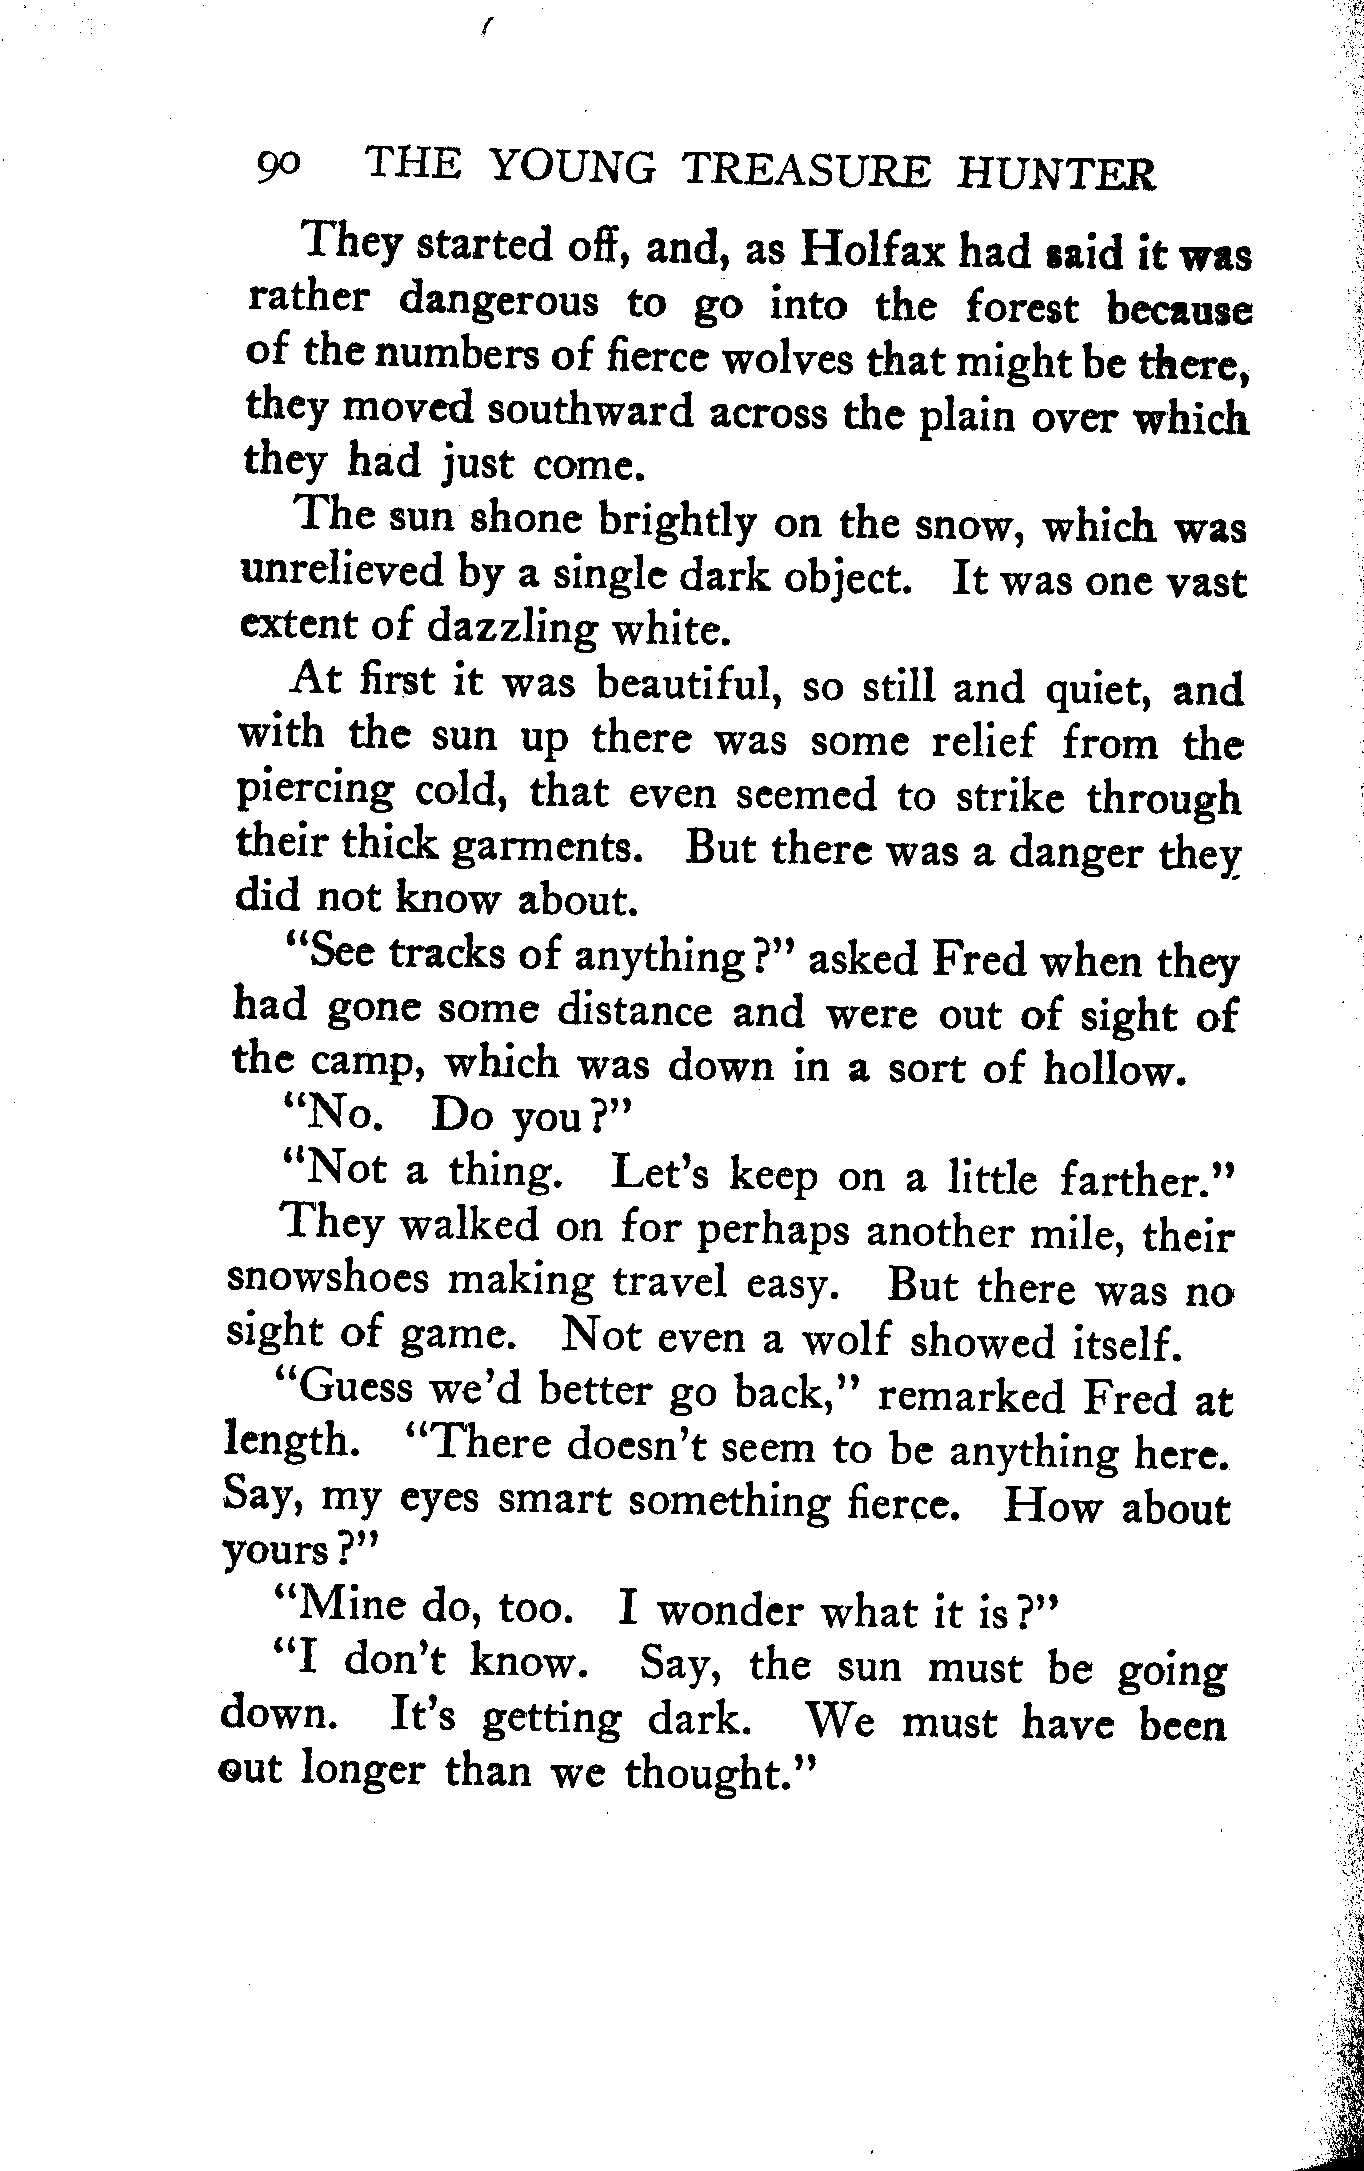 90 THE YOUNG TREASURE HUNTER
They started off, and, as Holfax had said it was
rather dangerous to go into the forest because
of the numbers of fierce wolves that might be there,
they moved southward across the plain over which
they had just come.
The sun shone brightly on the snow, which was
unrelieved by a single dark object. It was one vast
extent of dazzling white.
At first it was beautiful, so still and quiet, and
with the sun up there was some relief from the
piercing cold, that even seemed to strike through
their thick garments. But there was a danger they
did not know about.
"See tracks of anything?" asked Fred when they
had gone some distance and were out of sight of
the camp, which was down in a sort of hollow.
"No. Do you?"
"Not a thing. Let's keep on a little farther."
They walked on for perhaps another mile, their
snowshoes making travel easy. But there was no
sight of game. Not even a wolf showed itself.
"Guess we'd better go back," remarked Fred at
length. "There doesn't seem to be anything here.
Say, my eyes smart something fierce. How about
yours?"
"Mine do, too. I wonder what it is?"
"I don't know. Say, the sun must be going
down. It's getting dark. We must have been
out longer than we thought."